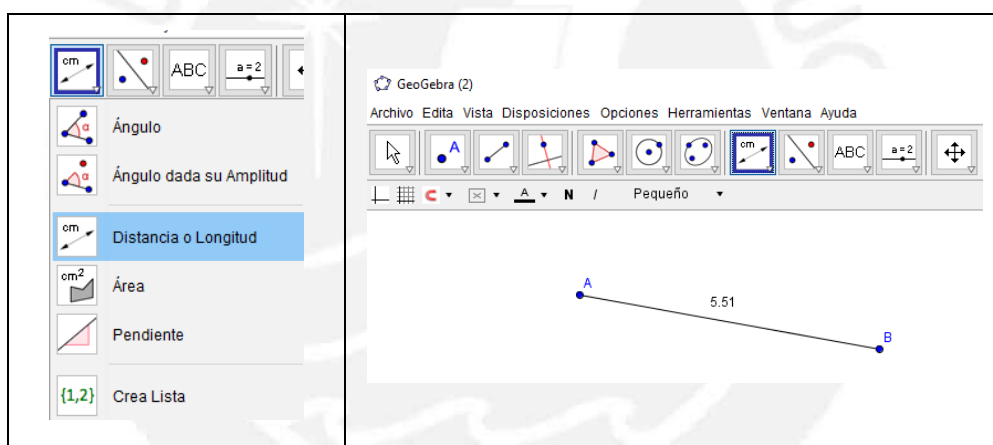 cm ABC a = 2
α Ángulo
α Ángulo dada su Amplitud
cm Distancia o Longitud
cm2 Área
Pendiente
{1,2} Crea Lista
GeoGebra (2)
Archivo Edita Vista Disposiciones Opciones Herramientas Ventana Ayuda
A cm ABC a = 2
A N I Pequeño
A
5.51
B